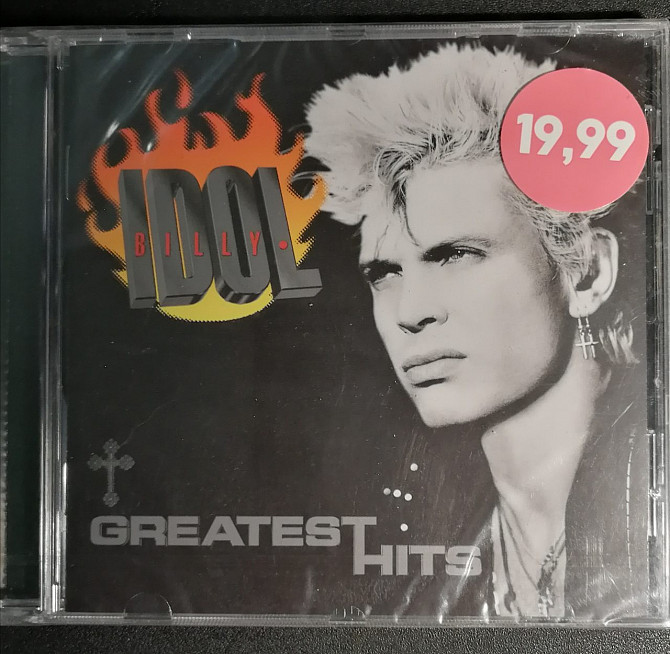 19,99
BILLY
IDOL
GREATEST
HITS